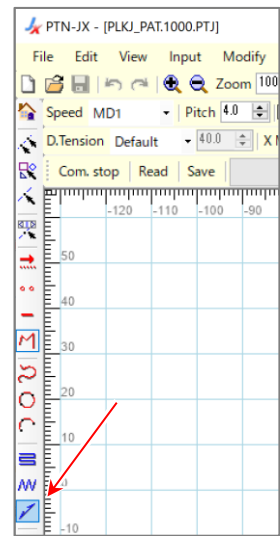 PTN-JX - [PLKJ_PAT.1000.PTJ]
File Edit View Input Modify
Zoom 100
Speed MD1 Pitch 4.0
D.Tension Default 40.0 X
Com. stop Read Save
-120 -110 -100 -90
50
40
30
20
10
0
-10